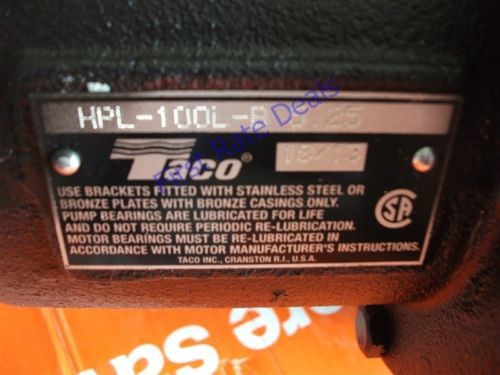 HPL-100L-
Taco®
First Rate Deals
USE BRACKETS FITTED WITH STAINLESS STEEL OR
BRONZE PLATES WITH BRONZE CASINGS ONLY.
PUMP BEARINGS ARE LUBRICATED FOR LIFE
AND DO NOT REQUIRE PERIODIC RE-LUBRICATION.
MOTOR BEARINGS MUST BE RE-LUBRICATED IN
ACCORDANCE WITH MOTOR MANUFACTURER'S INSTRUCTIONS.
TACO INC., CRANSTON R.I., U.S.A.
SA